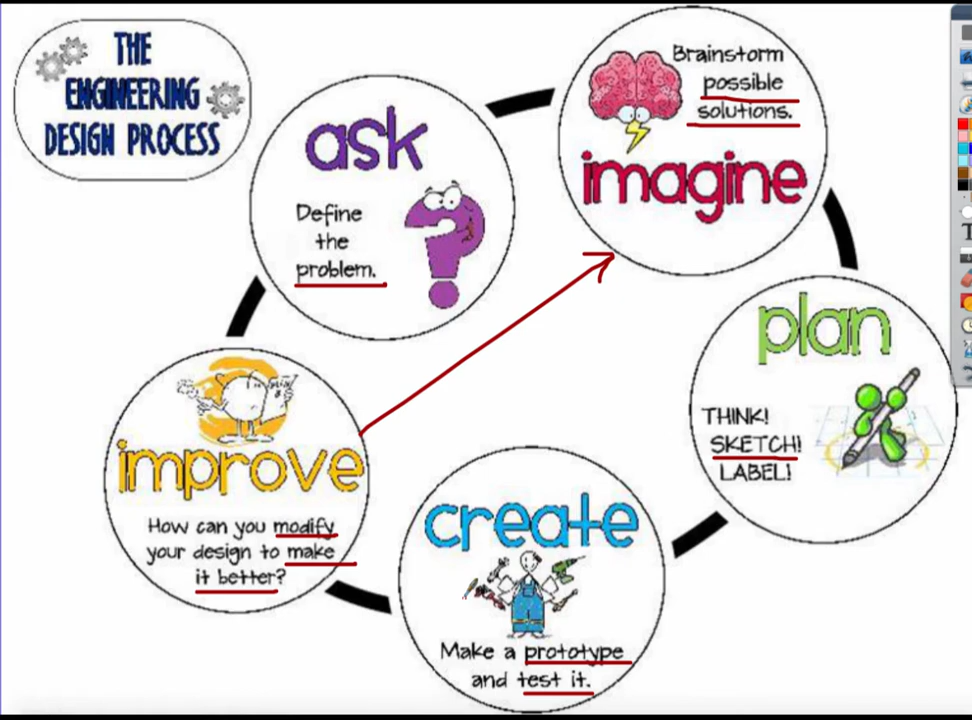 THE
ENGINEERING
DESIGN PROCESS
ask
Define
the
problem.
Brainstorm
possible
solutions.
imagine
plan
THINK!
SKETCH!
LABEL!
create
Make a prototype
and test it.
improve
How can you modify
your design to make
it better?